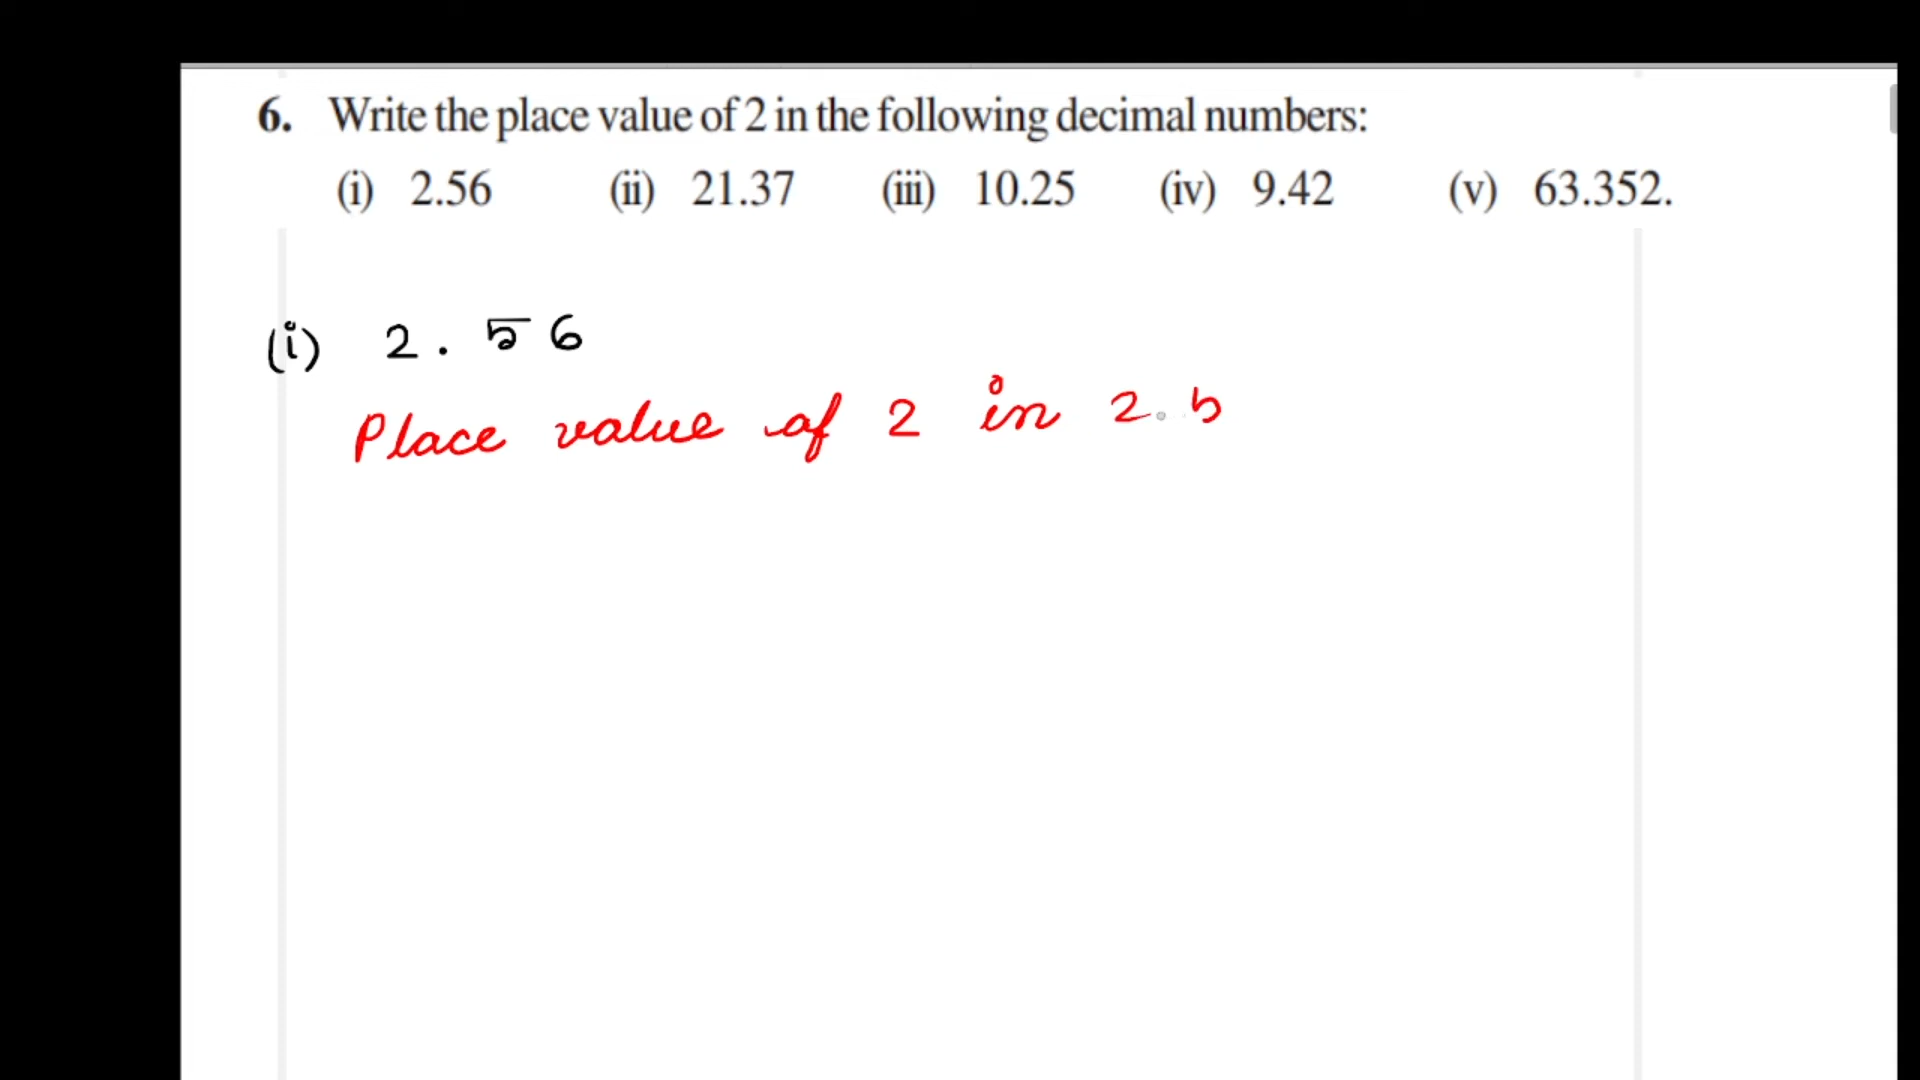 6. Write the place value of 2 in the following decimal numbers:
(i) 2.56 (ii) 21.37 (iii) 10.25 (iv) 9.42 (v) 63.352.
(i) 2.56
Place value of 2 in 2.5